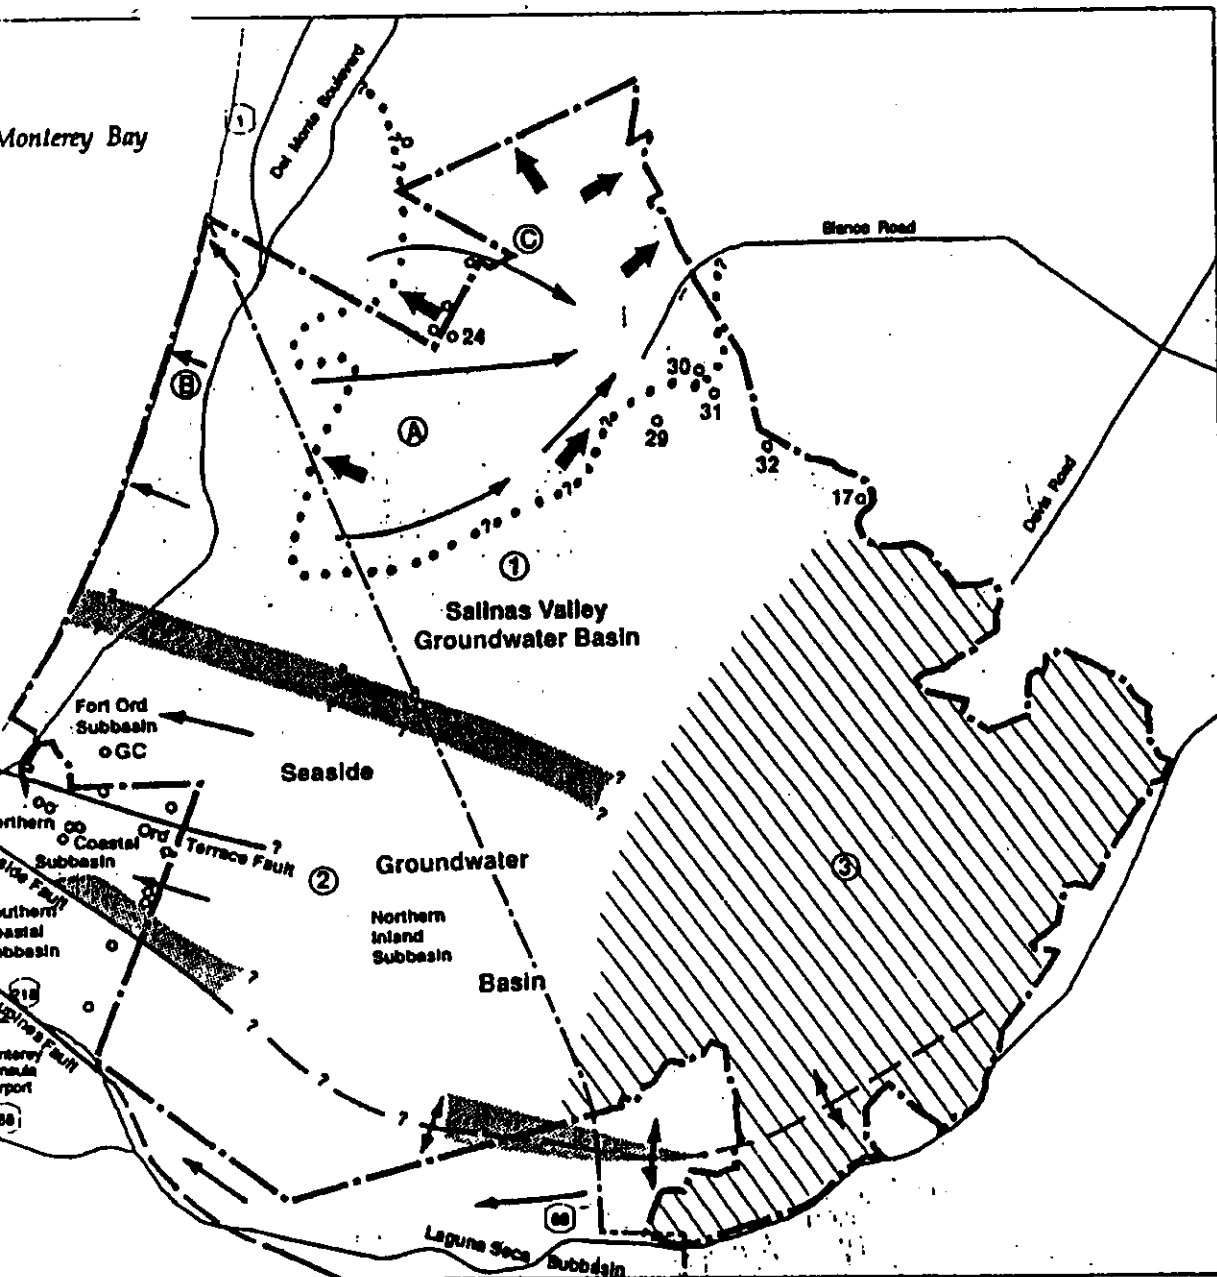 Monterey Bay
1
Del Monte Boulevard
?
?
?
C
Blanco Road
?
24
B
30
31
A
?
29
32
17
Davis Road
?
?
1
Salinas Valley
Groundwater Basin
?
?
Fort Ord
Subbasin
GC
Seaside
?
?
Ord Terrace Fault
?
Coastal
Subbasin
2
Groundwater
3
Northern
Inland
Subbasin
Basin
?
?
?
?
218
68
68
Laguna Seca Subbasin